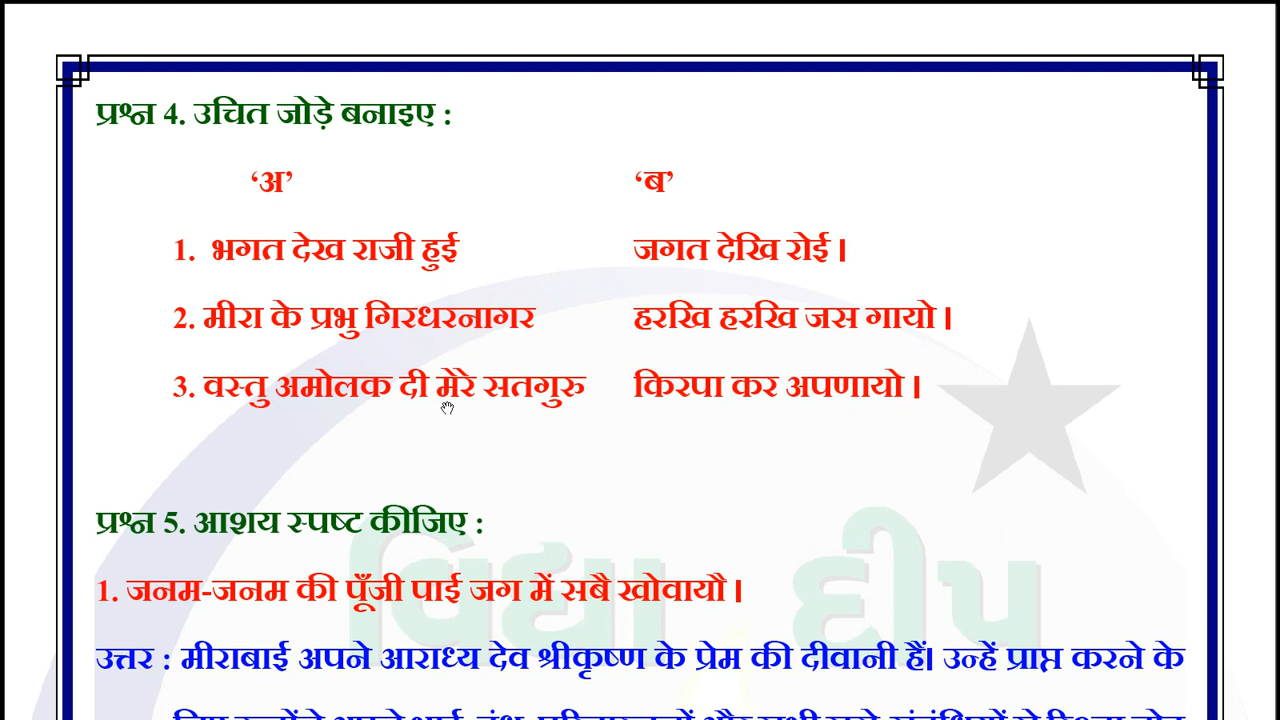 प्रश्न 4. उचित जोड़े बनाइए :
‘अ’ ‘ब’
1. भगत देख राजी हुई जगत देखि रोई ।
2. मीरा के प्रभु गिरधरनागर हरखि हरखि जस गायो ।
3. वस्तु अमोलक दी मेरे सतगुरु किरपा कर अपणायो ।
प्रश्न 5. आशय स्पष्ट कीजिए :
1. जनम-जनम की पूँजी पाई जग में सबै खोवायौ ।
विद्या दीप
उत्तर : मीराबाई अपने आराध्य देव श्रीकृष्ण के प्रेम की दीवानी हैं। उन्हें प्राप्त करने के